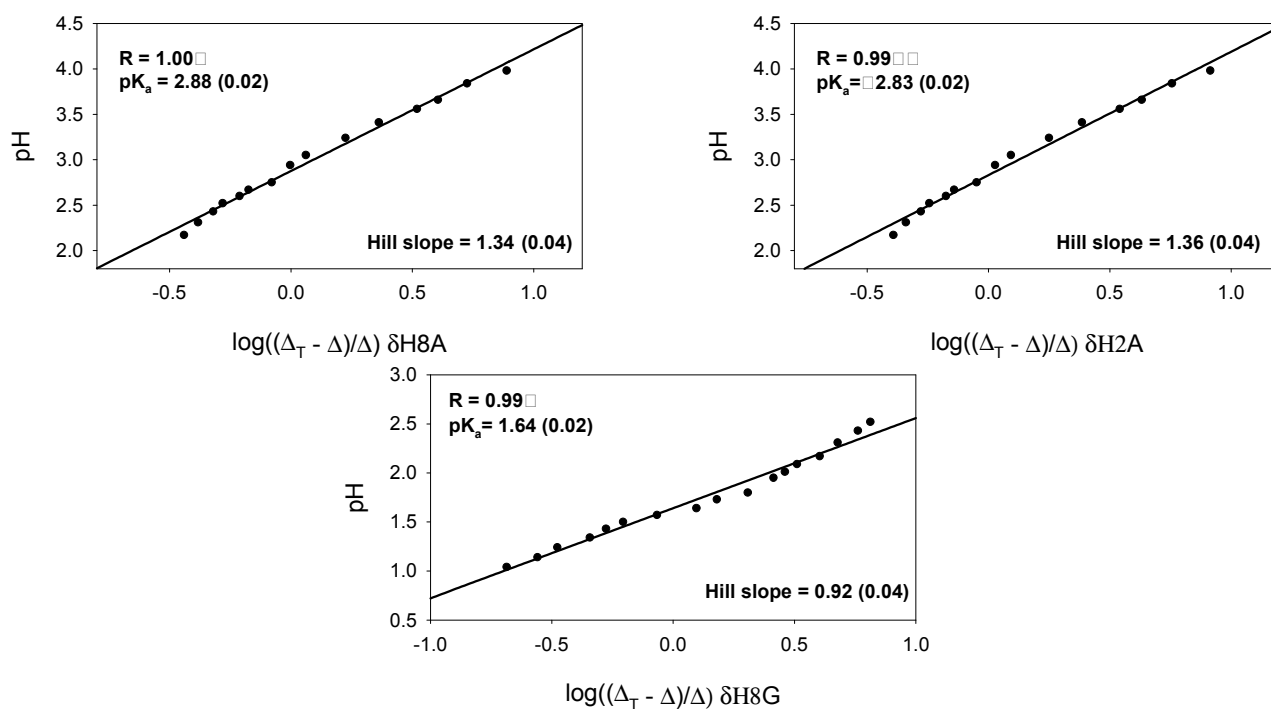 4.5
4.0
3.5
3.0
2.5
2.0
pH
R = 1.00□
pKₐ = 2.88 (0.02)
Hill slope = 1.34 (0.04)
-0.5 0.0 0.5 1.0
log((Δ_T - Δ)/Δ) δH8A
4.5
4.0
3.5
3.0
2.5
2.0
pH
R = 0.99□□
pKₐ=□2.83 (0.02)
Hill slope = 1.36 (0.04)
-0.5 0.0 0.5 1.0
log((Δ_T - Δ)/Δ) δH2A
3.0
2.5
2.0
1.5
1.0
0.5
pH
R = 0.99□
pKₐ= 1.64 (0.02)
Hill slope = 0.92 (0.04)
-1.0 -0.5 0.0 0.5 1.0
log((Δ_T - Δ)/Δ) δH8G